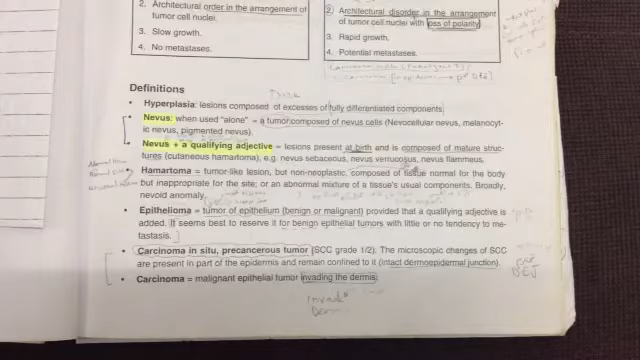 2. Architectural order in the arrangement of
tumor cell nuclei.
3. Slow growth.
4. No metastases.
2) Architectural disorder in the arrangement
of tumor cell nuclei with loss of polarity
3. Rapid growth.
4. Potential metastases.
Definitions
• Hyperplasia: lesions composed of excesses of fully differentiated components
• Nevus: when used "alone" = a tumor composed of nevus cells (Nevocellular nevus, melanocyt-
ic nevus, pigmented nevus).
• Nevus + a qualifying adjective = lesions present at birth and is composed of mature struc-
tures (cutaneous hamartoma), e.g. nevus sebaceous, nevus verrucosus, nevus flammeus.
• Hamartoma = tumor-like lesion, but non-neoplastic, composed of tissue normal for the body
but inappropriate for the site; or an abnormal mixture of a tissue's usual components. Broadly,
nevoid anomaly.
• Epithelioma = tumor of epithelium (benign or malignant) provided that a qualifying adjective is
added. It seems best to reserve it for benign epithelial tumors with little or no tendency to me-
tastasis.
• Carcinoma in situ, precancerous tumor (SCC grade 1/2). The microscopic changes of SCC
are present in part of the epidermis and remain confined to it (intact dermoepidermal junction).
BEJ
• Carcinoma = malignant epithelial tumor invading the dermis.